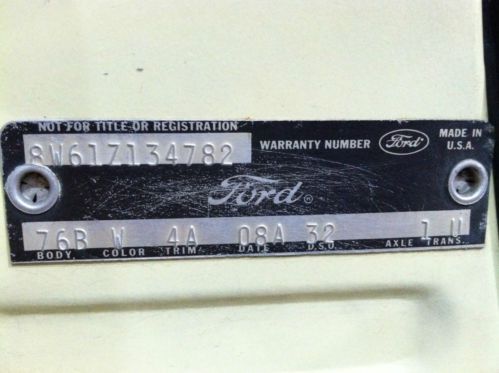 NOT FOR TITLE OR REGISTRATION
8W61Z134782
WARRANTY NUMBER Ford MADE IN U.S.A.
Ford®
76B W 4A 08A 32 1 U
BODY COLOR TRIM DATE D.S.O. AXLE TRANS.